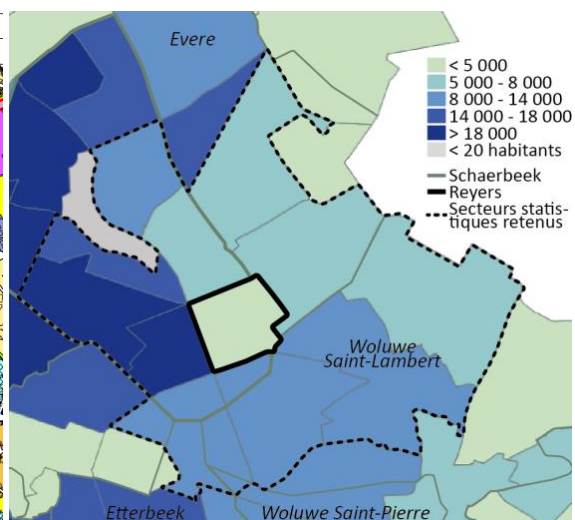 Evere
< 5 000
5 000 - 8 000
8 000 - 14 000
14 000 - 18 000
> 18 000
< 20 habitants
Schaerbeek
Reyers
Secteurs statis-
tiques retenus
Woluwe
Saint-Lambert
Etterbeek
Woluwe Saint-Pierre